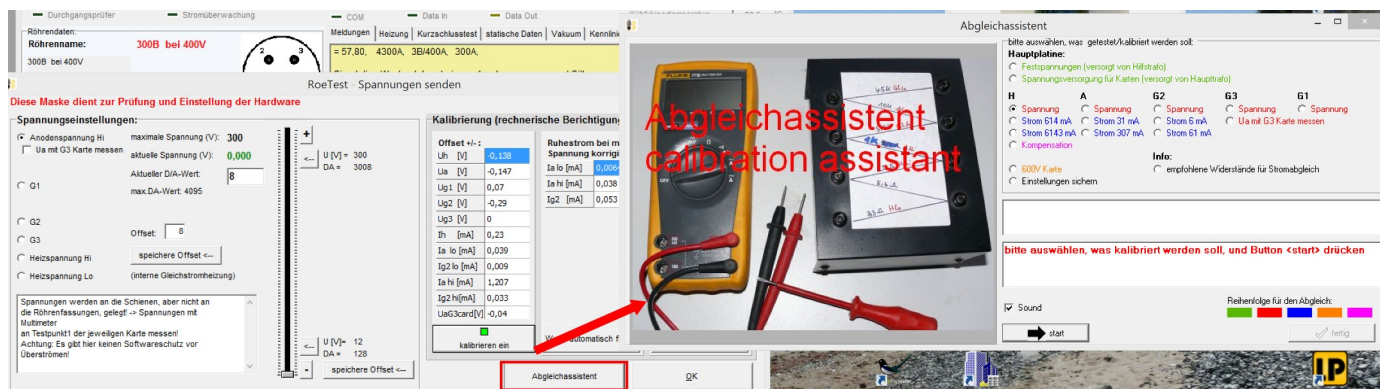 Durchgangsprüfer
Stromüberwachung
COM
Data In
Data Out
Röhrendaten:
Röhrenname:
300B bei 400V
300B bei 400V
2 3
Meldungen Heizung Kurzschlusstest statische Daten Vakuum
= 57,80, 4300A, 3B/400A, 300A,
RoeTest - Spannungen senden
Diese Maske dient zur Prüfung und Einstellung der Hardware
Spannungseinstellungen:
Anodenspannung Hi
Ua mit G3 Karte messen
G1
G2
G3
Heizspannung Hi
Heizspannung Lo
maximale Spannung (V): 300
aktuelle Spannung (V): 0,000
Aktueller D/A-Wert: 8
max.DA-Wert: 4095
Offset: 8
speichere Offset <--
(interne Gleichstromheizung)
Spannungen werden an die Schienen, aber nicht an
die Röhrenfassungen, gelegt! -> Spannungen mit
Multimeter
an Testpunkt1 der jeweiligen Karte messen!
Achtung: Es gibt hier keinen Softwareschutz vor
Überströmen!
+
<-- U [V] = 300
DA = 3008
<-- U [V]= 12
DA = 128
-
speichere Offset <--
Kalibrierung (rechnerische Berichtigung
Offset +/- :
Uh [V] -0,138
Ua [V] -0,147
Ug1 [V] 0,07
Ug2 [V] -0,29
Ug3 [V] 0
Ih [mA] 0,23
Ia lo [mA] 0,039
Ig2 lo [mA] 0,009
Ia hi [mA] 1,207
Ig2 hi[mA] 0,033
UaG3card[V] -0,04
Ruhestrom bei m
Spannung korrigi
Ia lo [mA] 0,006
Ia hi [mA] 0,038
Ig2 [mA] 0,053
kalibrieren ein
Abgleichassistent
OK
Abgleichassistent
FLUKE
OFF
Abgleichassistent
calibration assistant
bitte auswählen, was getestet/kalibriert werden soll:
Hauptplatine:
Festspannungen (versorgt von Hilfstrafo)
Spannungsversorgung für Karten (versorgt von Haupttrafo)
H A G2 G3 G1
Spannung Spannung Spannung Spannung Spannung
Strom 614 mA Strom 31 mA Strom 6 mA Ua mit G3 Karte messen
Strom 6143 mA Strom 307 mA Strom 61 mA
Kompensation
Info:
600V Karte empfohlene Widerstände für Stromabgleich
Einstellungen sichern
bitte auswählen, was kalibriert werden soll, und Button <start> drücken
Sound
Reihenfolge für den Abgleich:
start
fertig